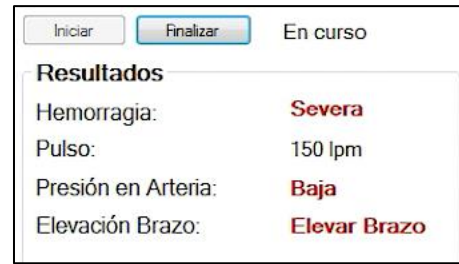 Iniciar Finalizar En curso
Resultados
Hemorragia: Severa
Pulso: 150 lpm
Presión en Arteria: Baja
Elevación Brazo: Elevar Brazo